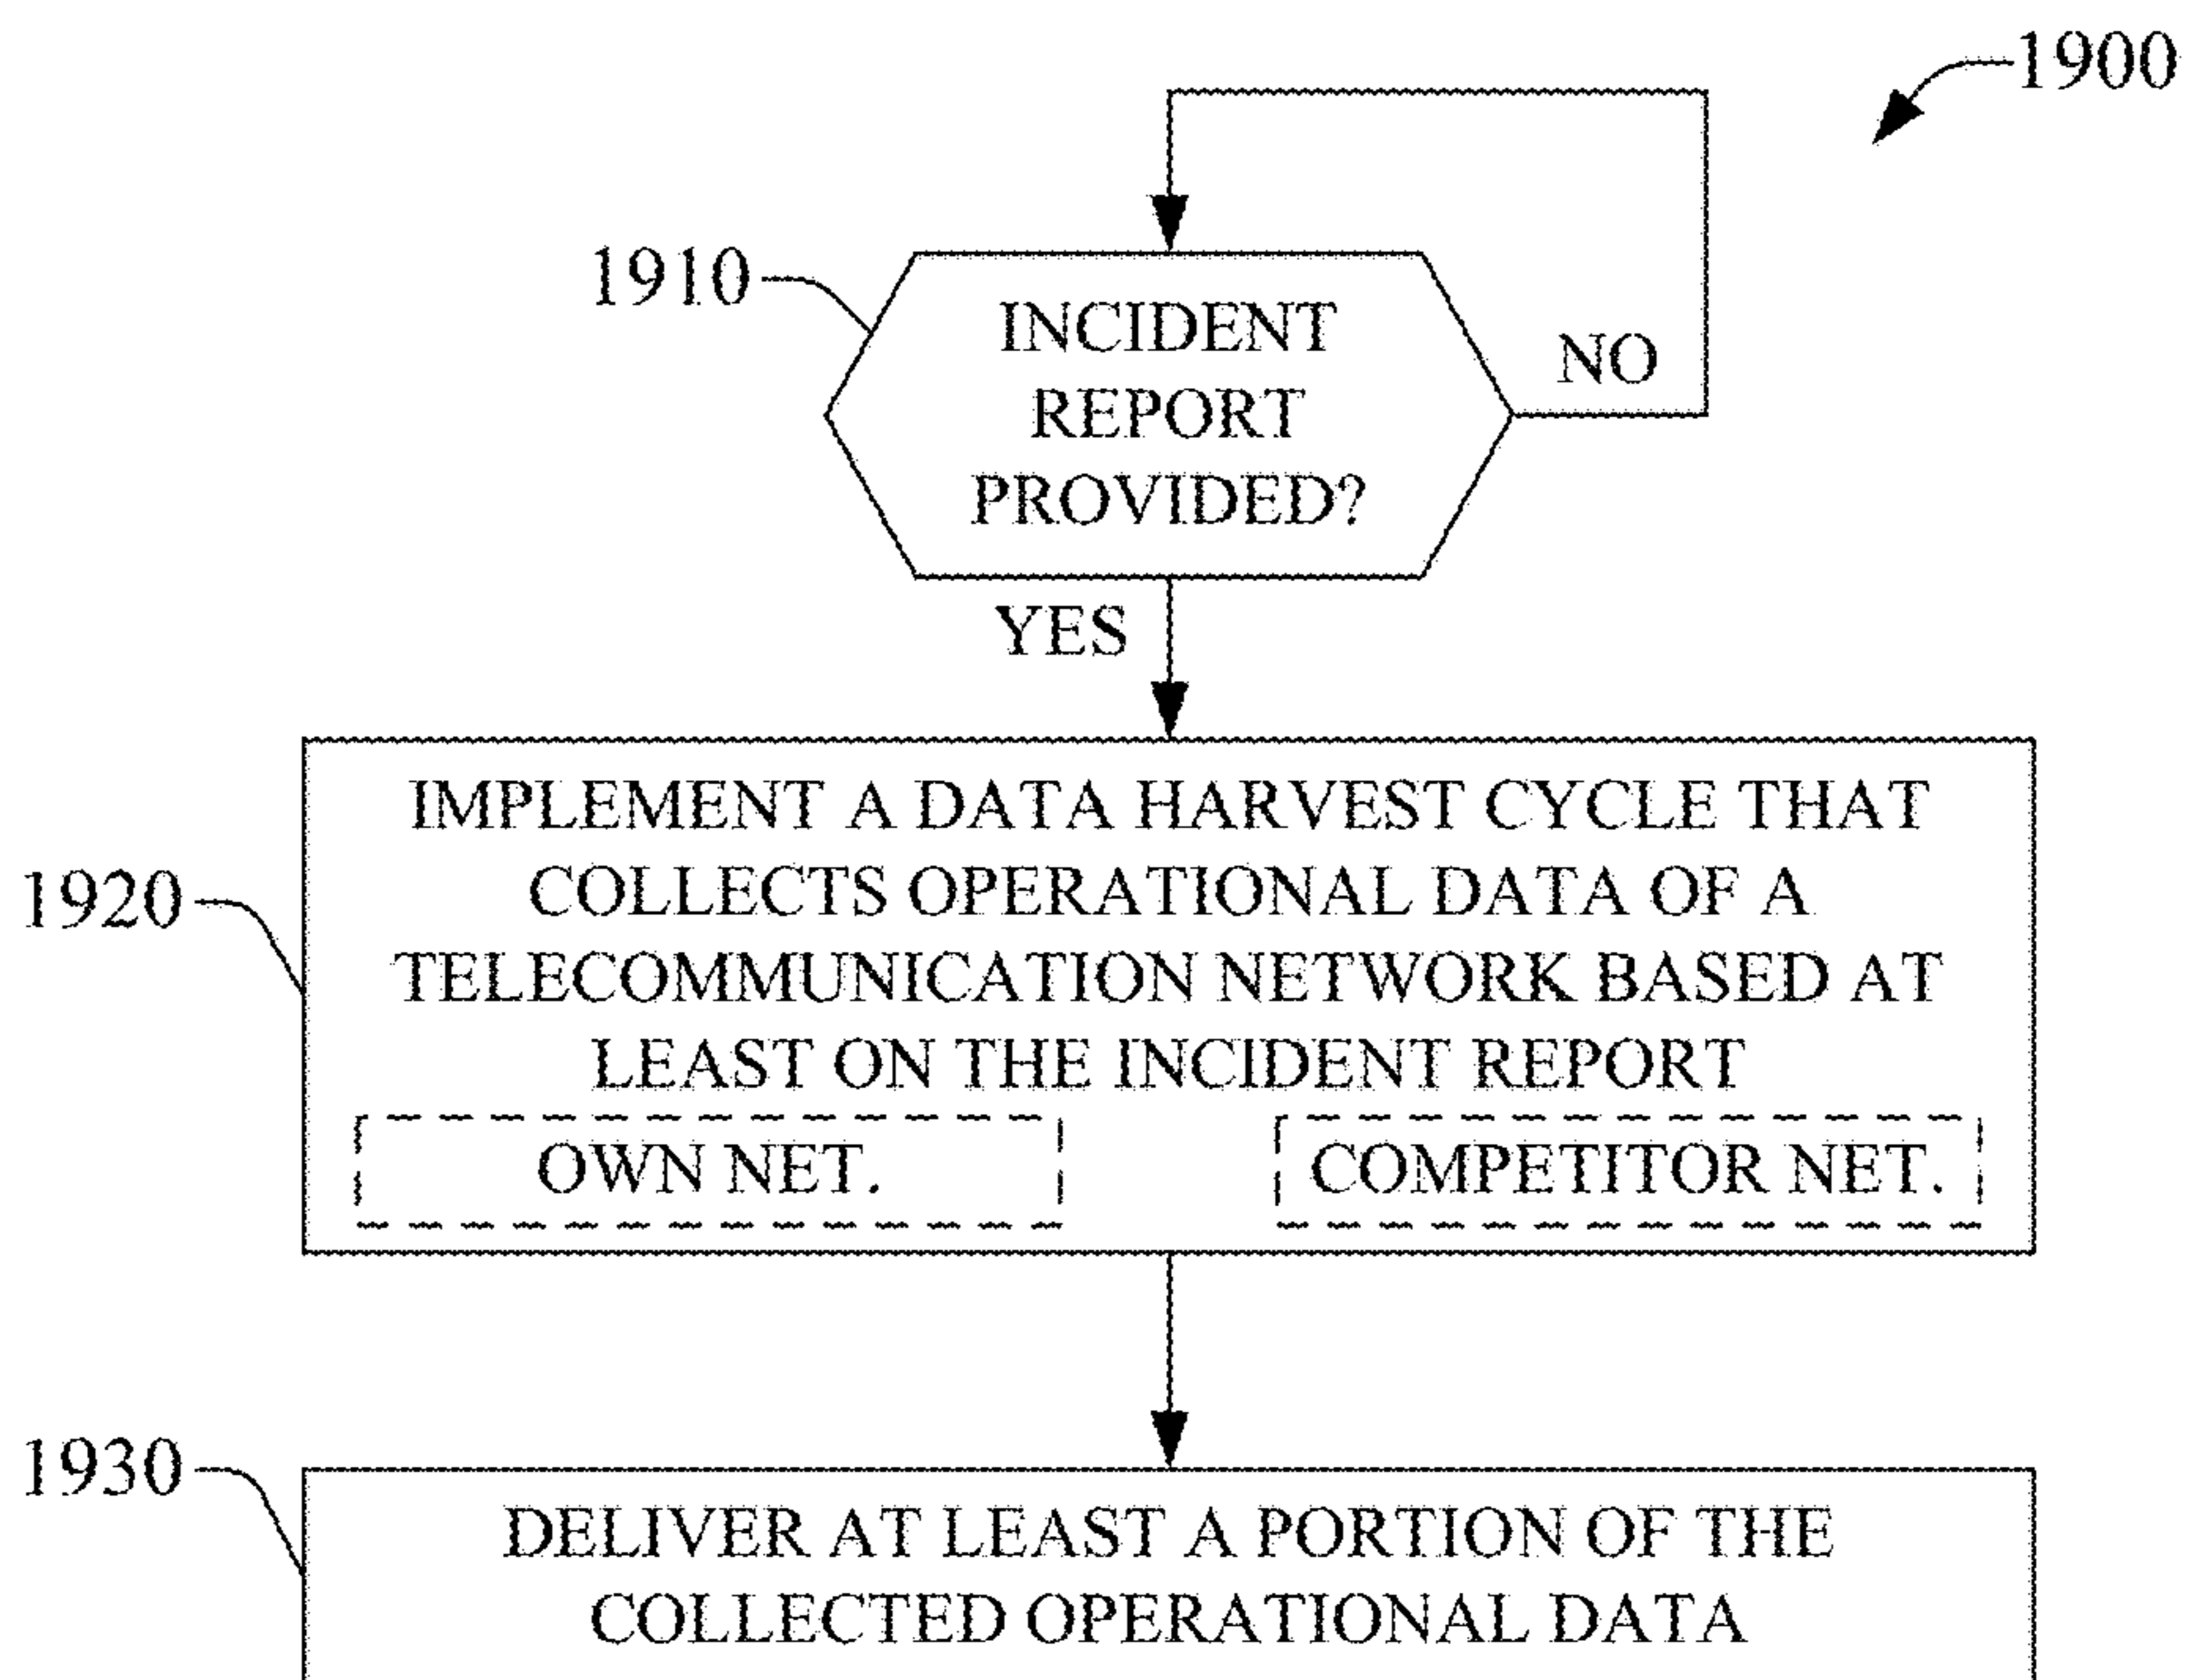 1900
1910
INCIDENT
REPORT
PROVIDED?
NO
YES
1920
IMPLEMENT A DATA HARVEST CYCLE THAT
COLLECTS OPERATIONAL DATA OF A
TELECOMMUNICATION NETWORK BASED AT
LEAST ON THE INCIDENT REPORT
OWN NET.
COMPETITOR NET.
1930
DELIVER AT LEAST A PORTION OF THE
COLLECTED OPERATIONAL DATA